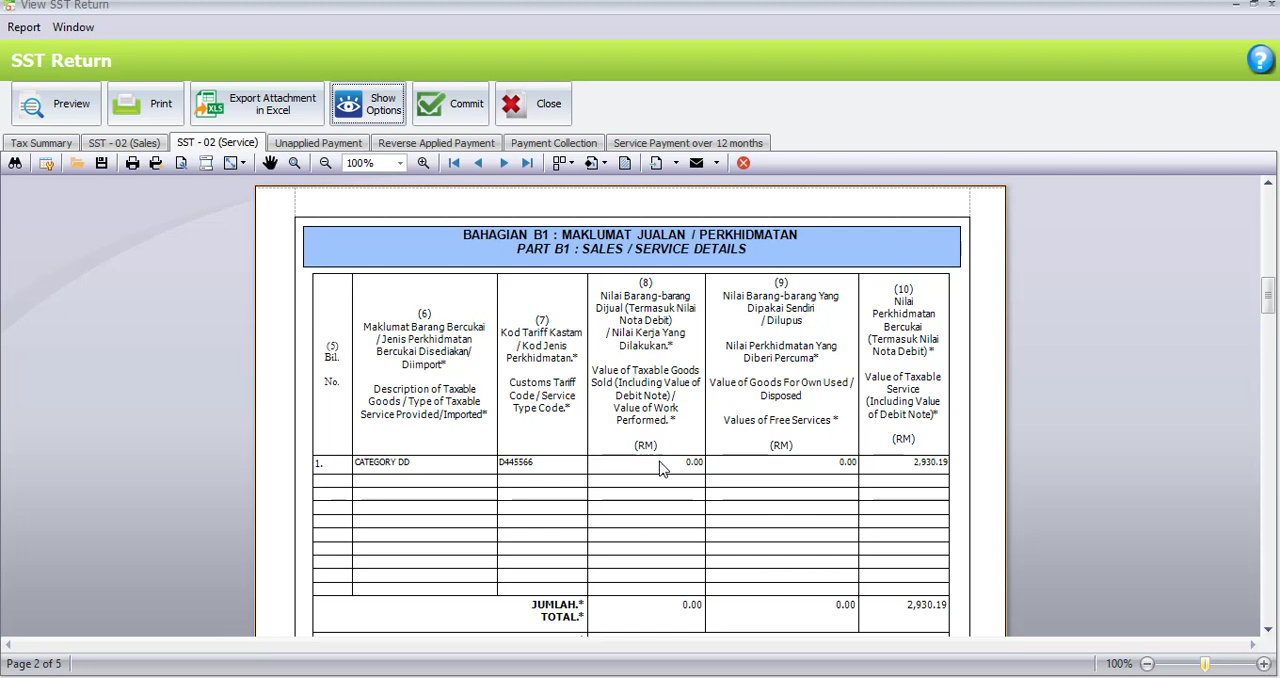 View SST Return
Report Window
SST Return
Preview
Print
Export Attachment
in Excel
Show
Options
Commit
Close
Tax Summary
SST - 02 (Sales)
SST - 02 (Service)
Unapplied Payment
Reverse Applied Payment
Payment Collection
Service Payment over 12 months
100%
BAHAGIAN B1 : MAKLUMAT JUALAN / PERKHIDMATAN
PART B1 : SALES / SERVICE DETAILS
(5)
Bil.
No.
(6)
Maklumat Barang Bercukai
/ Jenis Perkhidmatan
Bercukai Disediakan/
Diimport*
Description of Taxable
Goods / Type of Taxable
Service Provided/Imported*
(7)
Kod Tariff Kastam
/ Kod Jenis
Perkhidmatan.*
Customs Tariff
Code / Service
Type Code.*
(8)
Nilai Barang-barang
Dijual (Termasuk Nilai
Nota Debit)
/ Nilai Kerja Yang
Dilakukan.*
Value of Taxable Goods
Sold (Including Value of
Debit Note) /
Value of Work
Performed. *
(RM)
(9)
Nilai Barang-barang Yang
Dipakai Sendiri
/ Dilupus
Nilai Perkhidmatan Yang
Diberi Percuma*
Value of Goods For Own Used /
Disposed
Values of Free Services *
(RM)
(10)
Nilai
Perkhidmatan
Bercukai
(Termasuk Nilai
Nota Debit) *
Value of Taxable
Service
(Including Value
of Debit Note)*
(RM)
1. CATEGORY DD D445566 0.00 0.00 2,930.19
JUMLAH.* 0.00 0.00 2,930.19
TOTAL.*
Page 2 of 5
100%